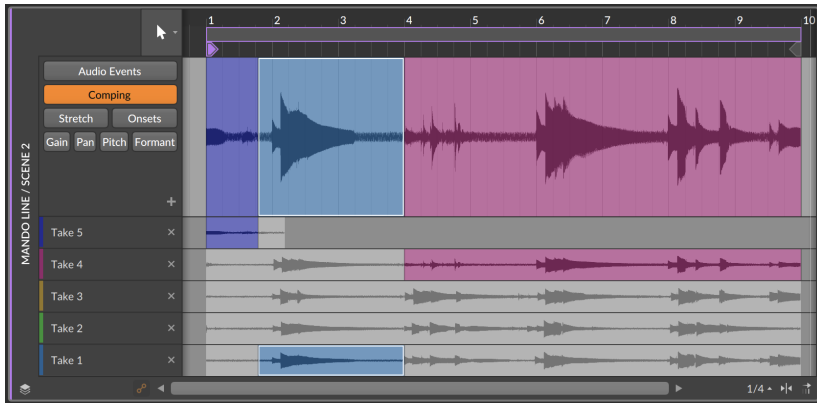 1 2 3 4 5 6 7 8 9 10
Audio Events
Comping
Stretch Onsets
Gain Pan Pitch Formant
MANDO LINE / SCENE 2
Take 5
Take 4
Take 3
Take 2
Take 1
1/4